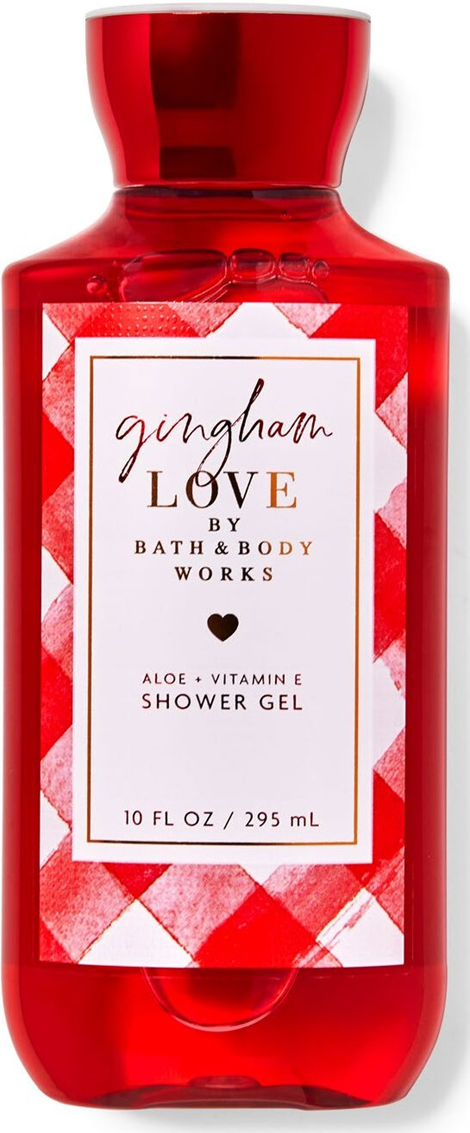 gingham
LOVE
BY
BATH & BODY
WORKS
ALOE + VITAMIN E
SHOWER GEL
10 FL OZ / 295 mL